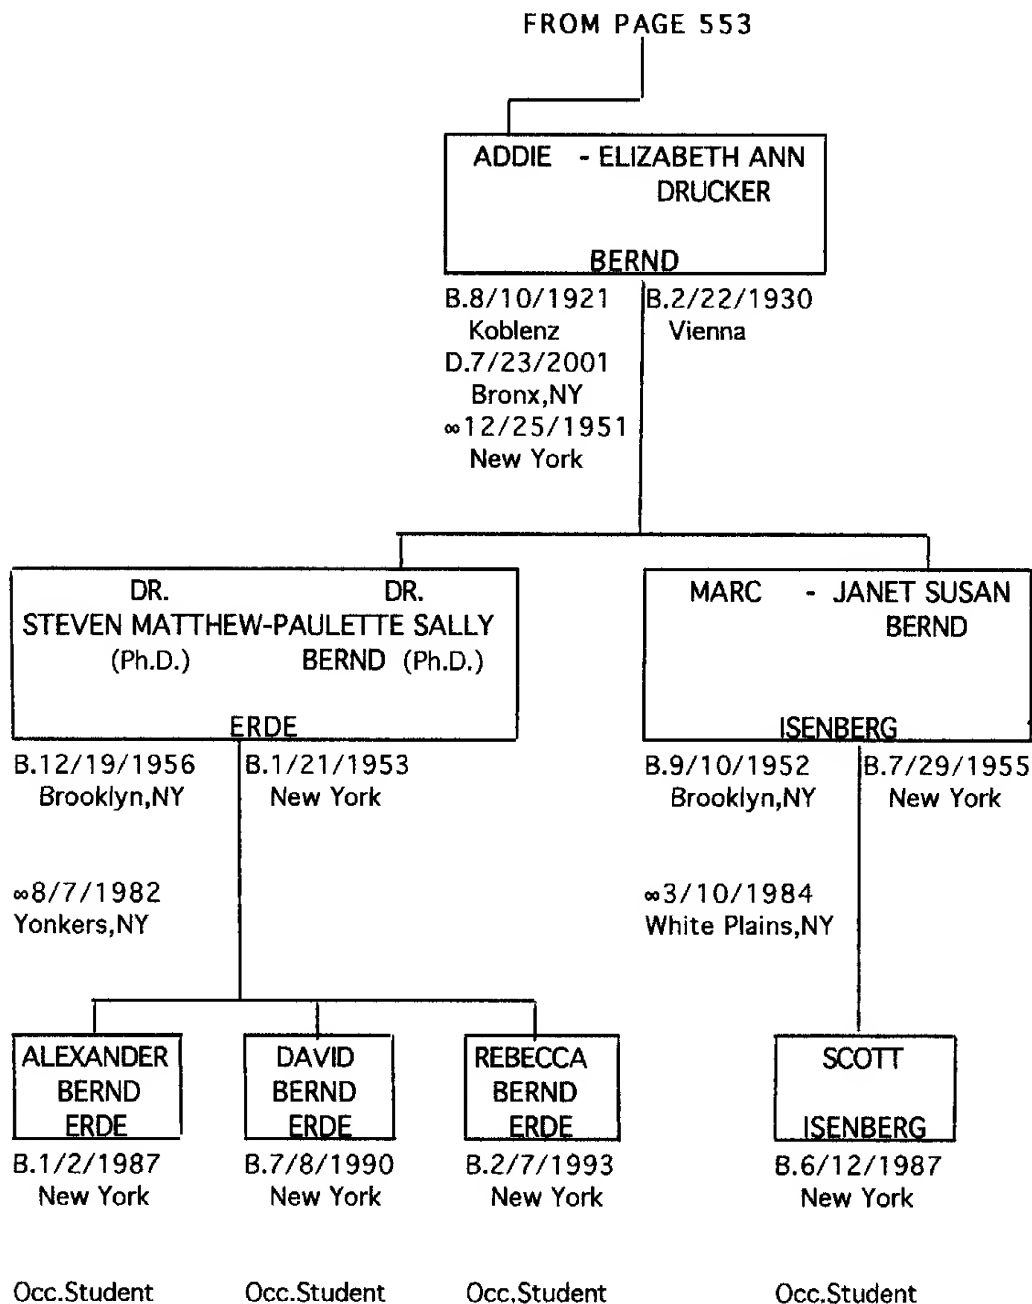 FROM PAGE 553
ADDIE - ELIZABETH ANN
DRUCKER
BERND
B.8/10/1921 B.2/22/1930
Koblenz Vienna
D.7/23/2001
Bronx,NY
∞12/25/1951
New York
DR. DR.
STEVEN MATTHEW-PAULETTE SALLY
(Ph.D.) BERND (Ph.D.)
ERDE
B.12/19/1956 B.1/21/1953
Brooklyn,NY New York
∞8/7/1982
Yonkers,NY
MARC - JANET SUSAN
BERND
ISENBERG
B.9/10/1952 B.7/29/1955
Brooklyn,NY New York
∞3/10/1984
White Plains,NY
ALEXANDER
BERND
ERDE
B.1/2/1987
New York
Occ.Student
DAVID
BERND
ERDE
B.7/8/1990
New York
Occ.Student
REBECCA
BERND
ERDE
B.2/7/1993
New York
Occ.Student
SCOTT
ISENBERG
B.6/12/1987
New York
Occ.Student